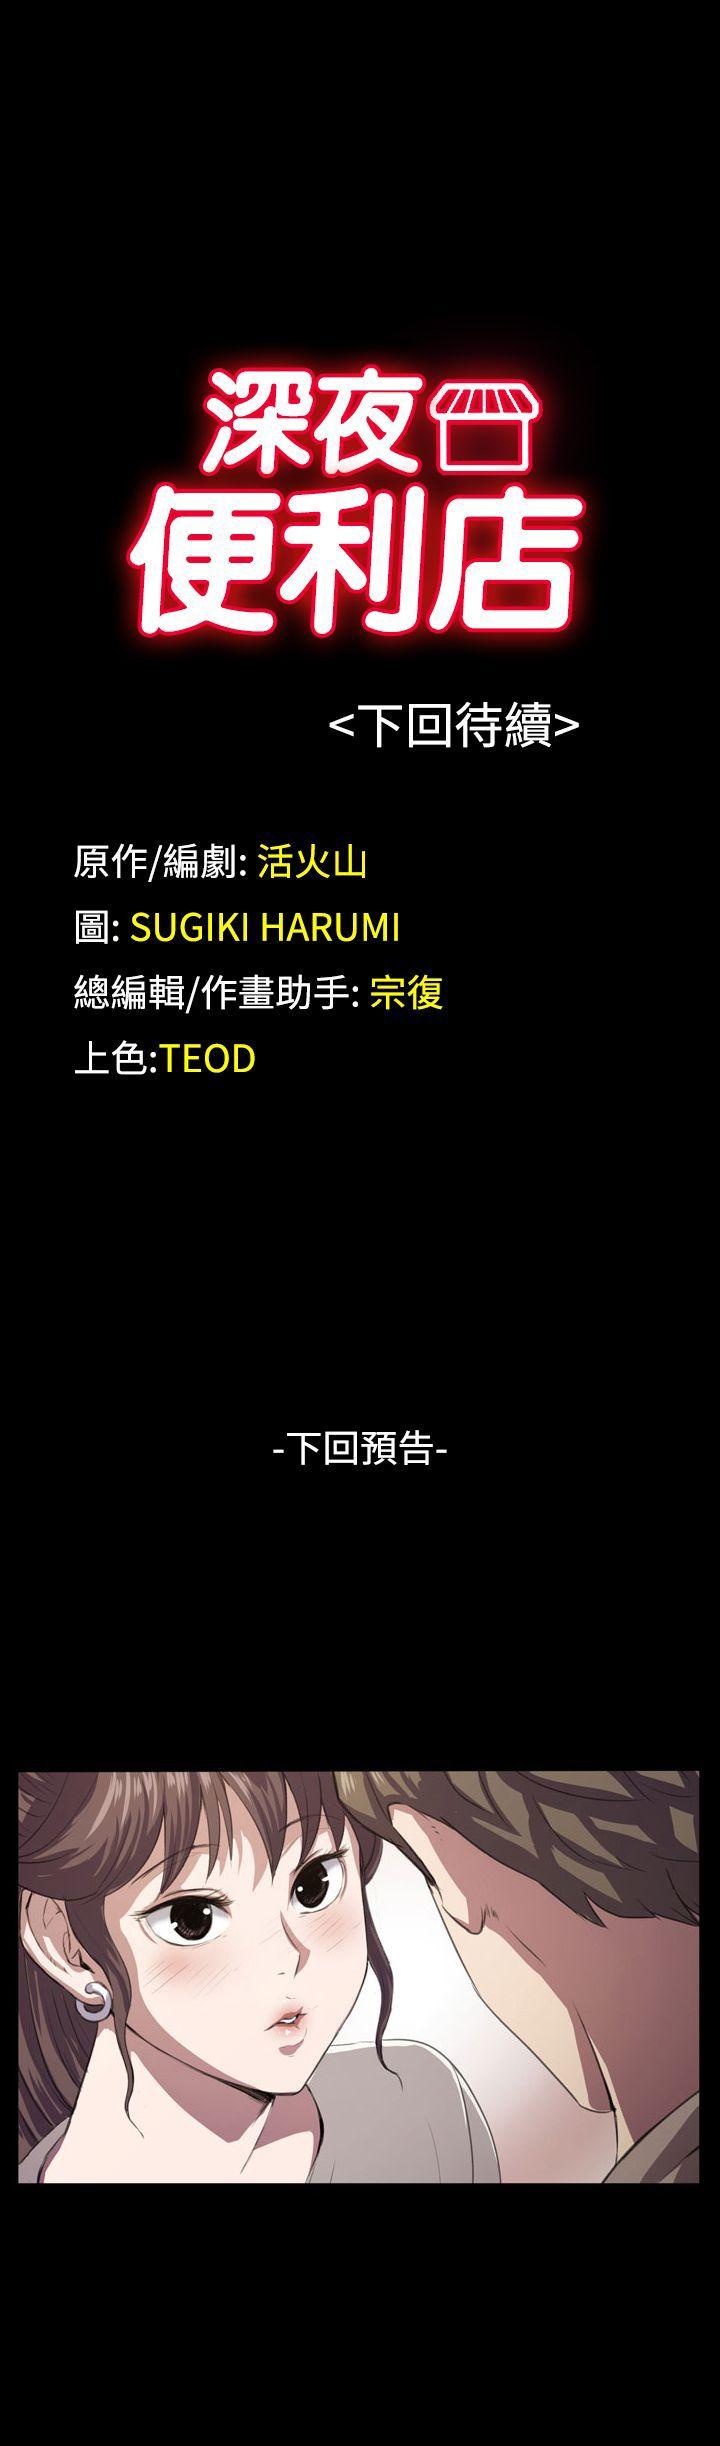 深夜
便利店
<下回待續>
原作/編劇: 活火山
圖: SUGIKI HARUMI
總編輯/作畫助手: 宗復
上色:TEOD
-下回預告-